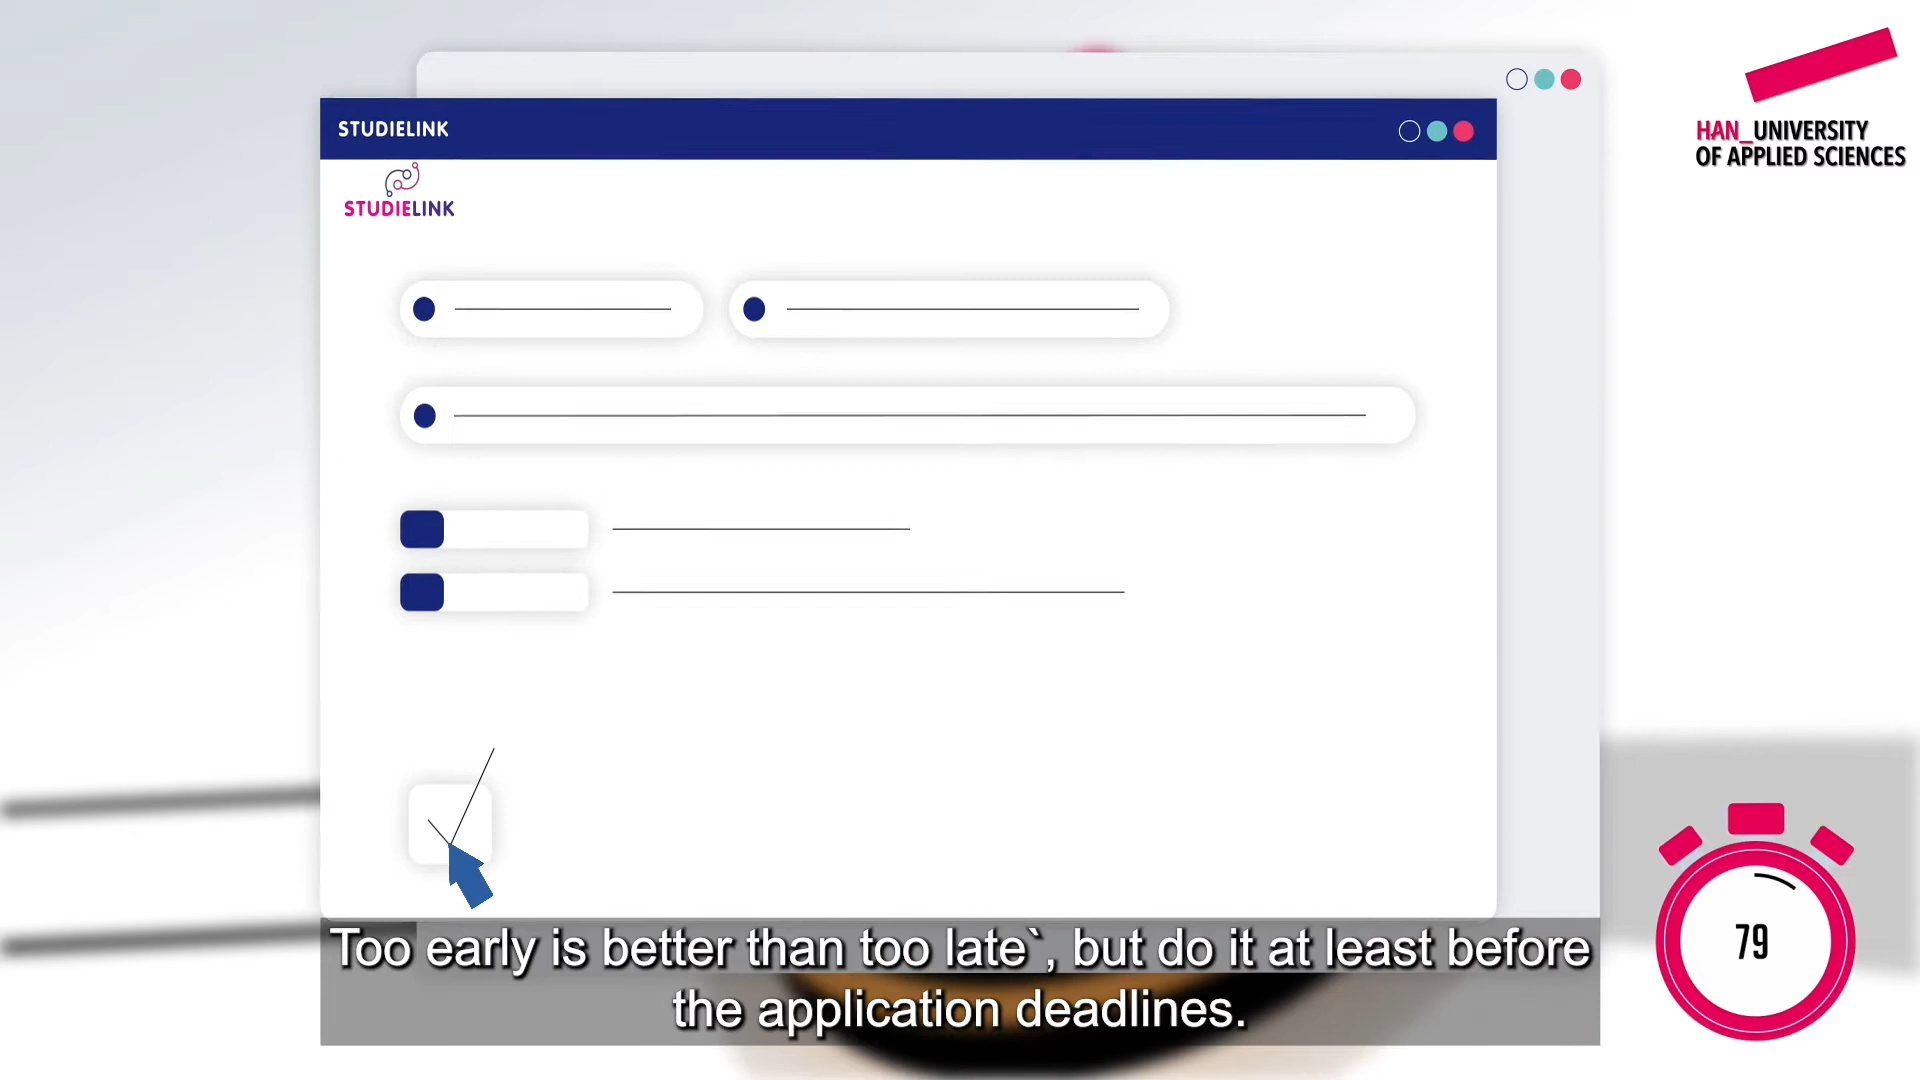 STUDIELINK
STUDIELINK
HAN_UNIVERSITY
OF APPLIED SCIENCES
79
Too early is better than too late`, but do it at least before
the application deadlines.